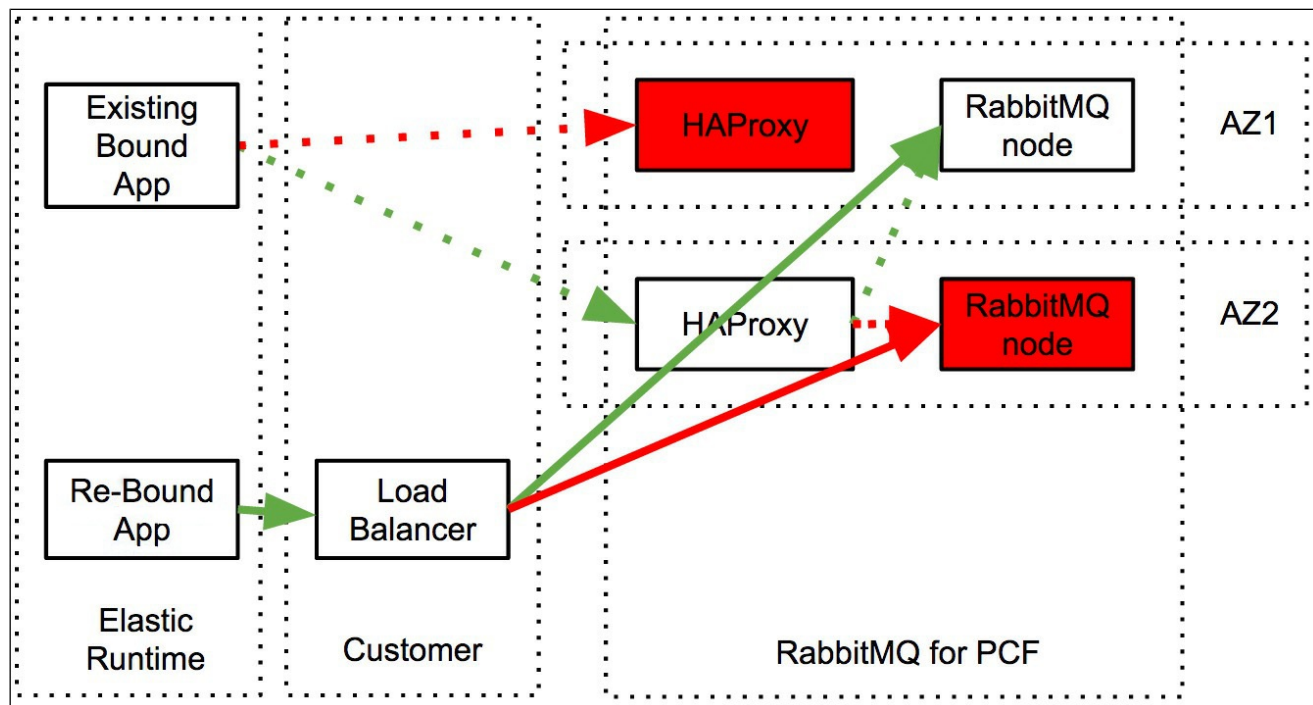 Existing
Bound
App
HAProxy
RabbitMQ
node
AZ1
HAProxy
RabbitMQ
node
AZ2
Re-Bound
App
Load
Balancer
Elastic
Runtime
Customer
RabbitMQ for PCF